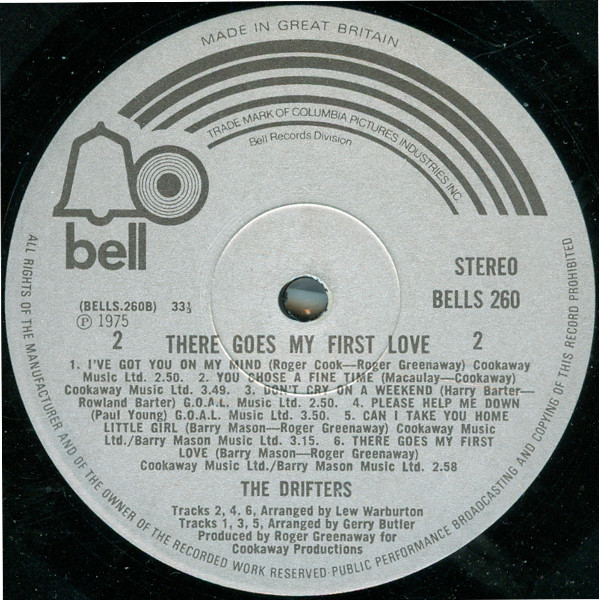 MADE IN GREAT BRITAIN
TRADE MARK OF COLUMBIA PICTURES INDUSTRIES INC.
Bell Records Division
bell
STEREO
BELLS 260
(BELLS.260B) 33⅓
Ⓟ 1975
2 THERE GOES MY FIRST LOVE 2
1. I'VE GOT YOU ON MY MIND (Roger Cook—Roger Greenaway) Cookaway
Music Ltd. 2.50. 2. YOU CHOSE A FINE TIME (Macaulay—Cookaway)
Cookaway Music Ltd. 3.49. 3. DON'T CRY ON A WEEKEND (Harry Barter—
Rowland Barter) G.O.A.L. Music Ltd. 2.50. 4. PLEASE HELP ME DOWN
(Paul Young) G.O.A.L. Music Ltd. 3.50. 5. CAN I TAKE YOU HOME
LITTLE GIRL (Barry Mason—Roger Greenaway) Cookaway Music
Ltd./Barry Mason Music Ltd. 3.15. 6. THERE GOES MY FIRST
LOVE (Barry Mason—Roger Greenaway)
Cookaway Music Ltd./Barry Mason Music Ltd. 2.58
THE DRIFTERS
Tracks 2, 4, 6, Arranged by Lew Warburton
Tracks 1, 3, 5, Arranged by Gerry Butler
Produced by Roger Greenaway for
Cookaway Productions
ALL RIGHTS OF THE MANUFACTURER AND OF THE OWNER OF THE RECORDED WORK RESERVED·PUBLIC PERFORMANCE BROADCASTING AND COPYING OF THIS RECORD PROHIBITED